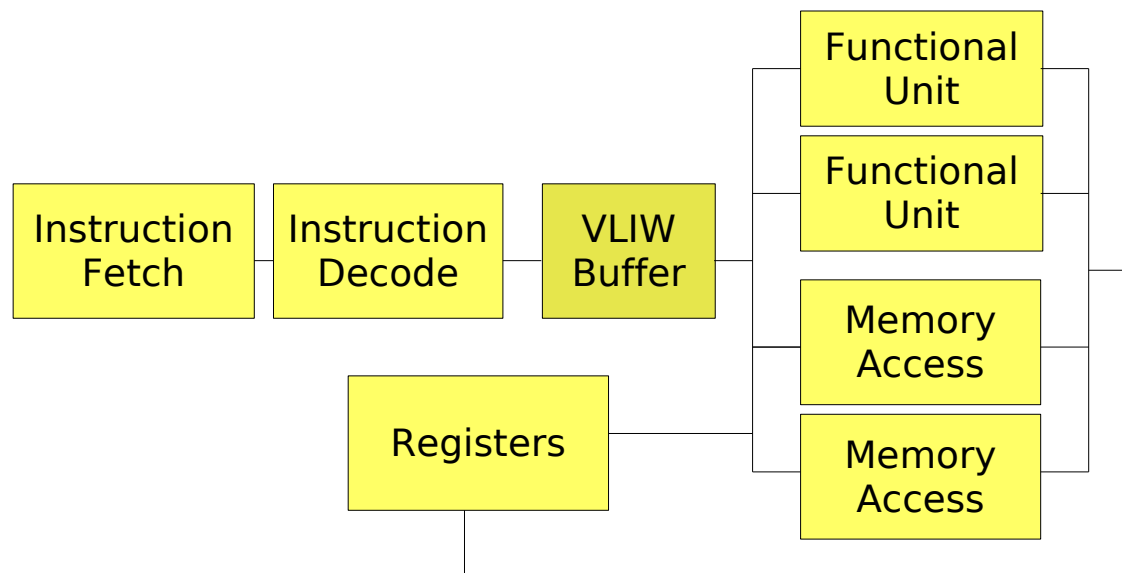 Functional
Unit
Functional
Unit
Instruction
Fetch
Instruction
Decode
VLIW
Buffer
Memory
Access
Registers
Memory
Access